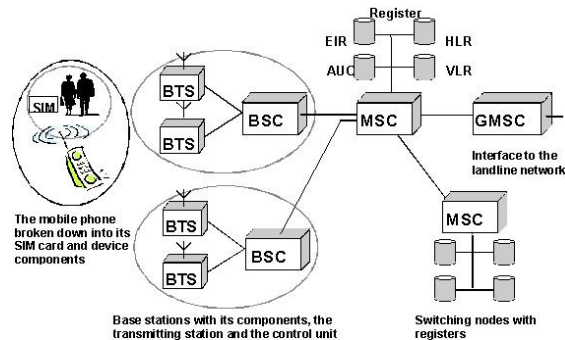 Register
EIR HLR
AUC VLR
SIM
BTS
BTS
BSC
MSC
GMSC
Interface to the
landline network
The mobile phone
broken down into its
SIM card and device
components
BTS
BTS
BSC
MSC
Base stations with its components, the
transmitting station and the control unit
Switching nodes with
registers